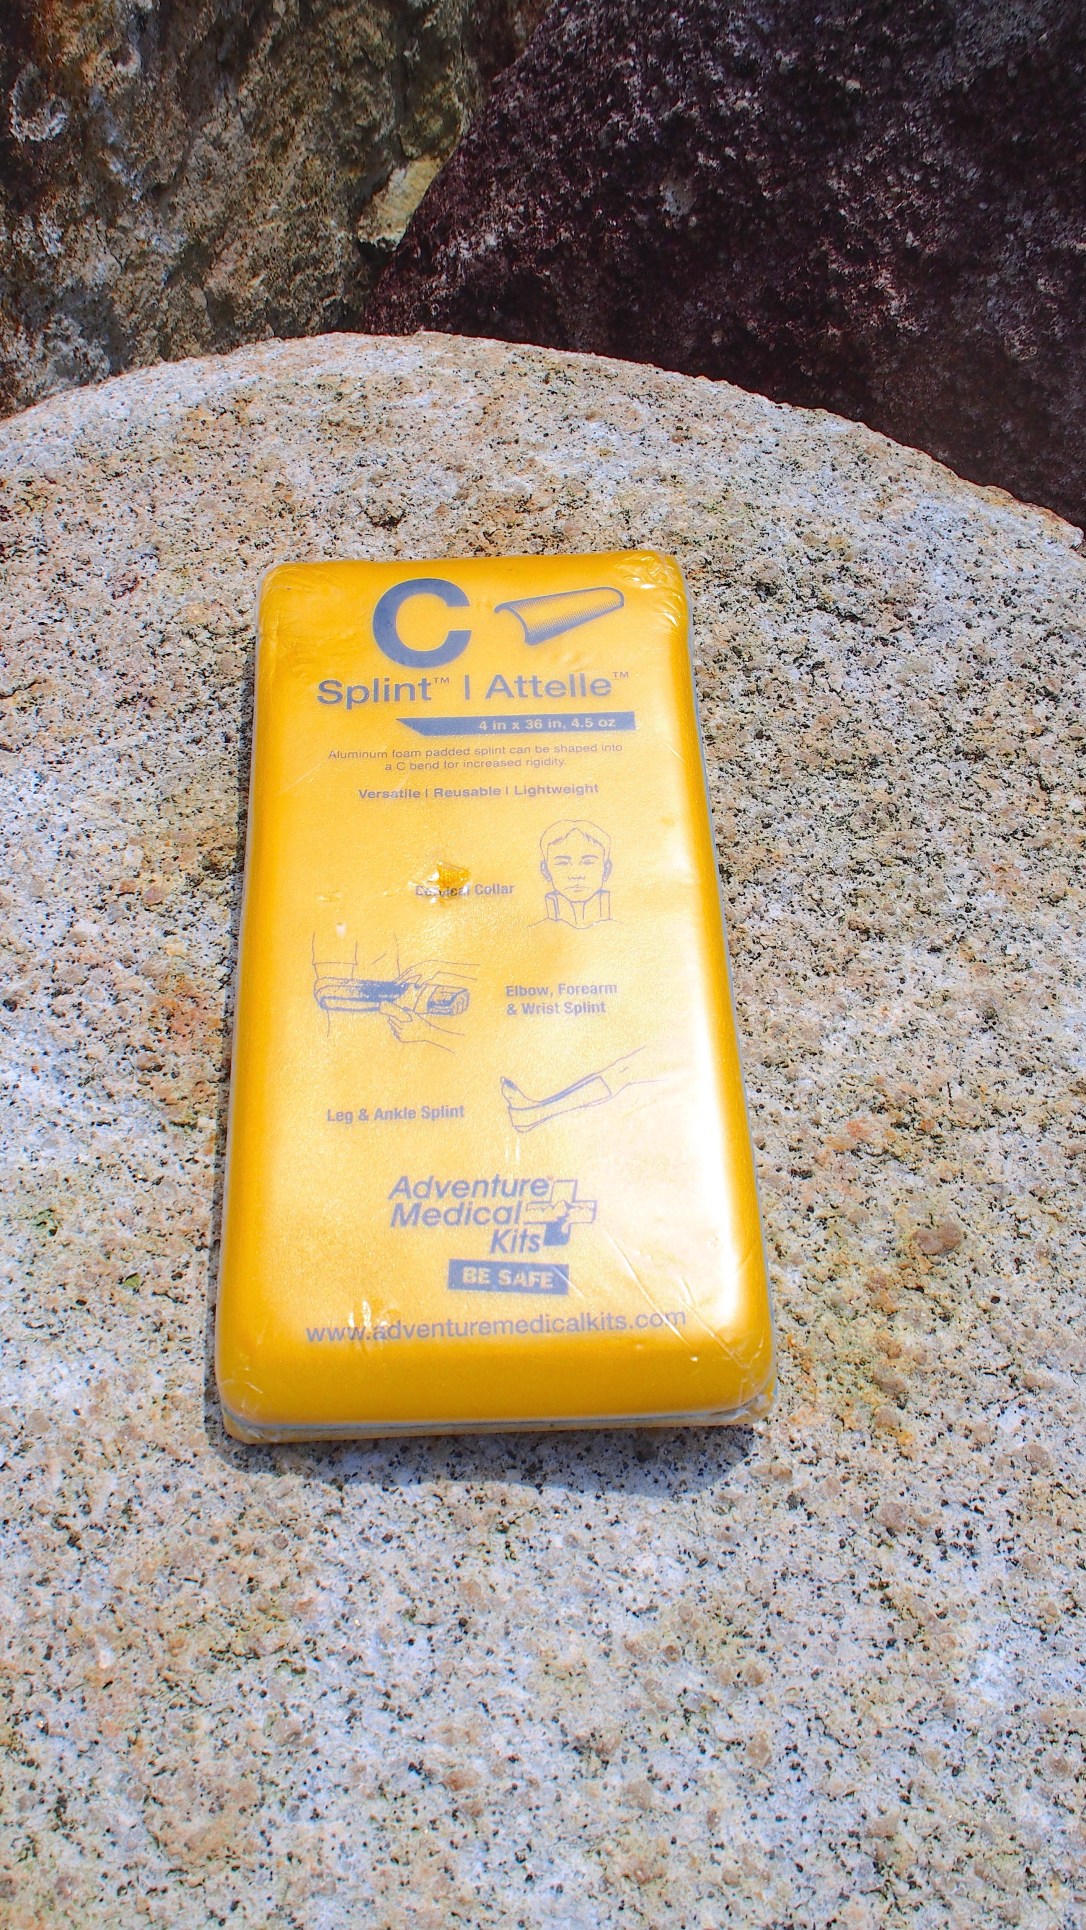 C
Splint™ | Attelle™
4 in x 36 in, 4.5 oz
Aluminum foam padded splint can be shaped into
a C bend for increased rigidity.
Versatile | Reusable | Lightweight
Cervical Collar
Elbow, Forearm
& Wrist Splint
Leg & Ankle Splint
Adventure
Medical
Kits
BE SAFE
www.adventuremedicalkits.com